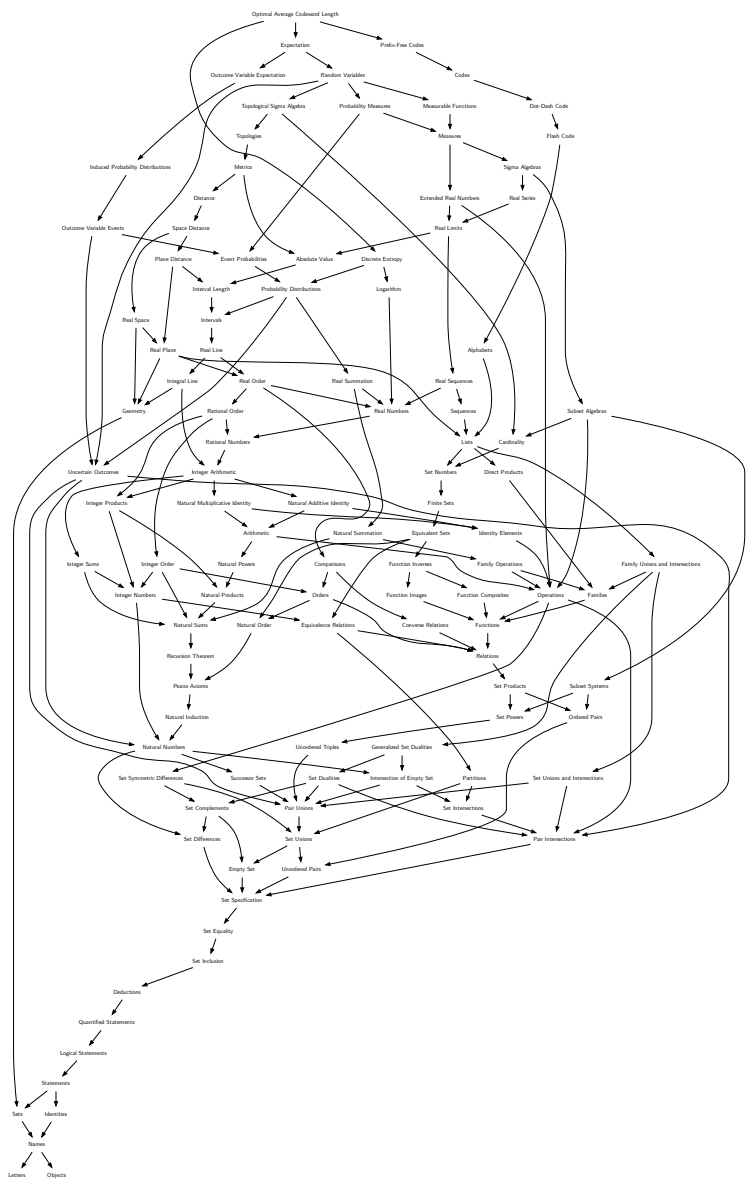 Optimal Average Codeword Length
Expectation
Prefix-Free Codes
Outcome Variable Expectation
Random Variables
Codes
Topological Sigma Algebra
Probability Measures
Measurable Functions
Dot-Dash Code
Topologies
Measures
Flash Code
Induced Probability Distributions
Metrics
Sigma Algebras
Distance
Extended Real Numbers
Real Series
Outcome Variable Events
Space Distance
Real Limits
Plane Distance
Event Probabilities
Absolute Value
Discrete Entropy
Interval Length
Probability Distributions
Logarithm
Real Space
Intervals
Real Plane
Real Line
Alphabets
Integral Line
Real Order
Real Summation
Real Sequences
Geometry
Rational Order
Real Numbers
Sequences
Subset Algebras
Rational Numbers
Lists
Cardinality
Uncertain Outcomes
Integer Arithmetic
Set Numbers
Direct Products
Integer Products
Natural Multiplicative Identity
Natural Additive Identity
Finite Sets
Arithmetic
Natural Summation
Equivalent Sets
Identity Elements
Integer Sums
Integer Order
Natural Powers
Comparisons
Function Inverses
Family Operations
Family Unions and Intersections
Integer Numbers
Natural Products
Orders
Function Images
Function Composites
Operations
Families
Natural Sums
Natural Order
Equivalence Relations
Converse Relations
Functions
Recursion Theorem
Relations
Peano Axioms
Set Products
Subset Systems
Natural Induction
Set Powers
Ordered Pairs
Natural Numbers
Unordered Triples
Generalized Set Dualities
Set Symmetric Differences
Successor Sets
Set Dualities
Intersection of Empty Set
Partitions
Set Unions and Intersections
Set Complements
Pair Unions
Set Intersections
Set Differences
Set Unions
Pair Intersections
Empty Set
Unordered Pairs
Set Specification
Set Equality
Set Inclusion
Deductions
Quantified Statements
Logical Statements
Statements
Sets
Identities
Names
Letters
Objects